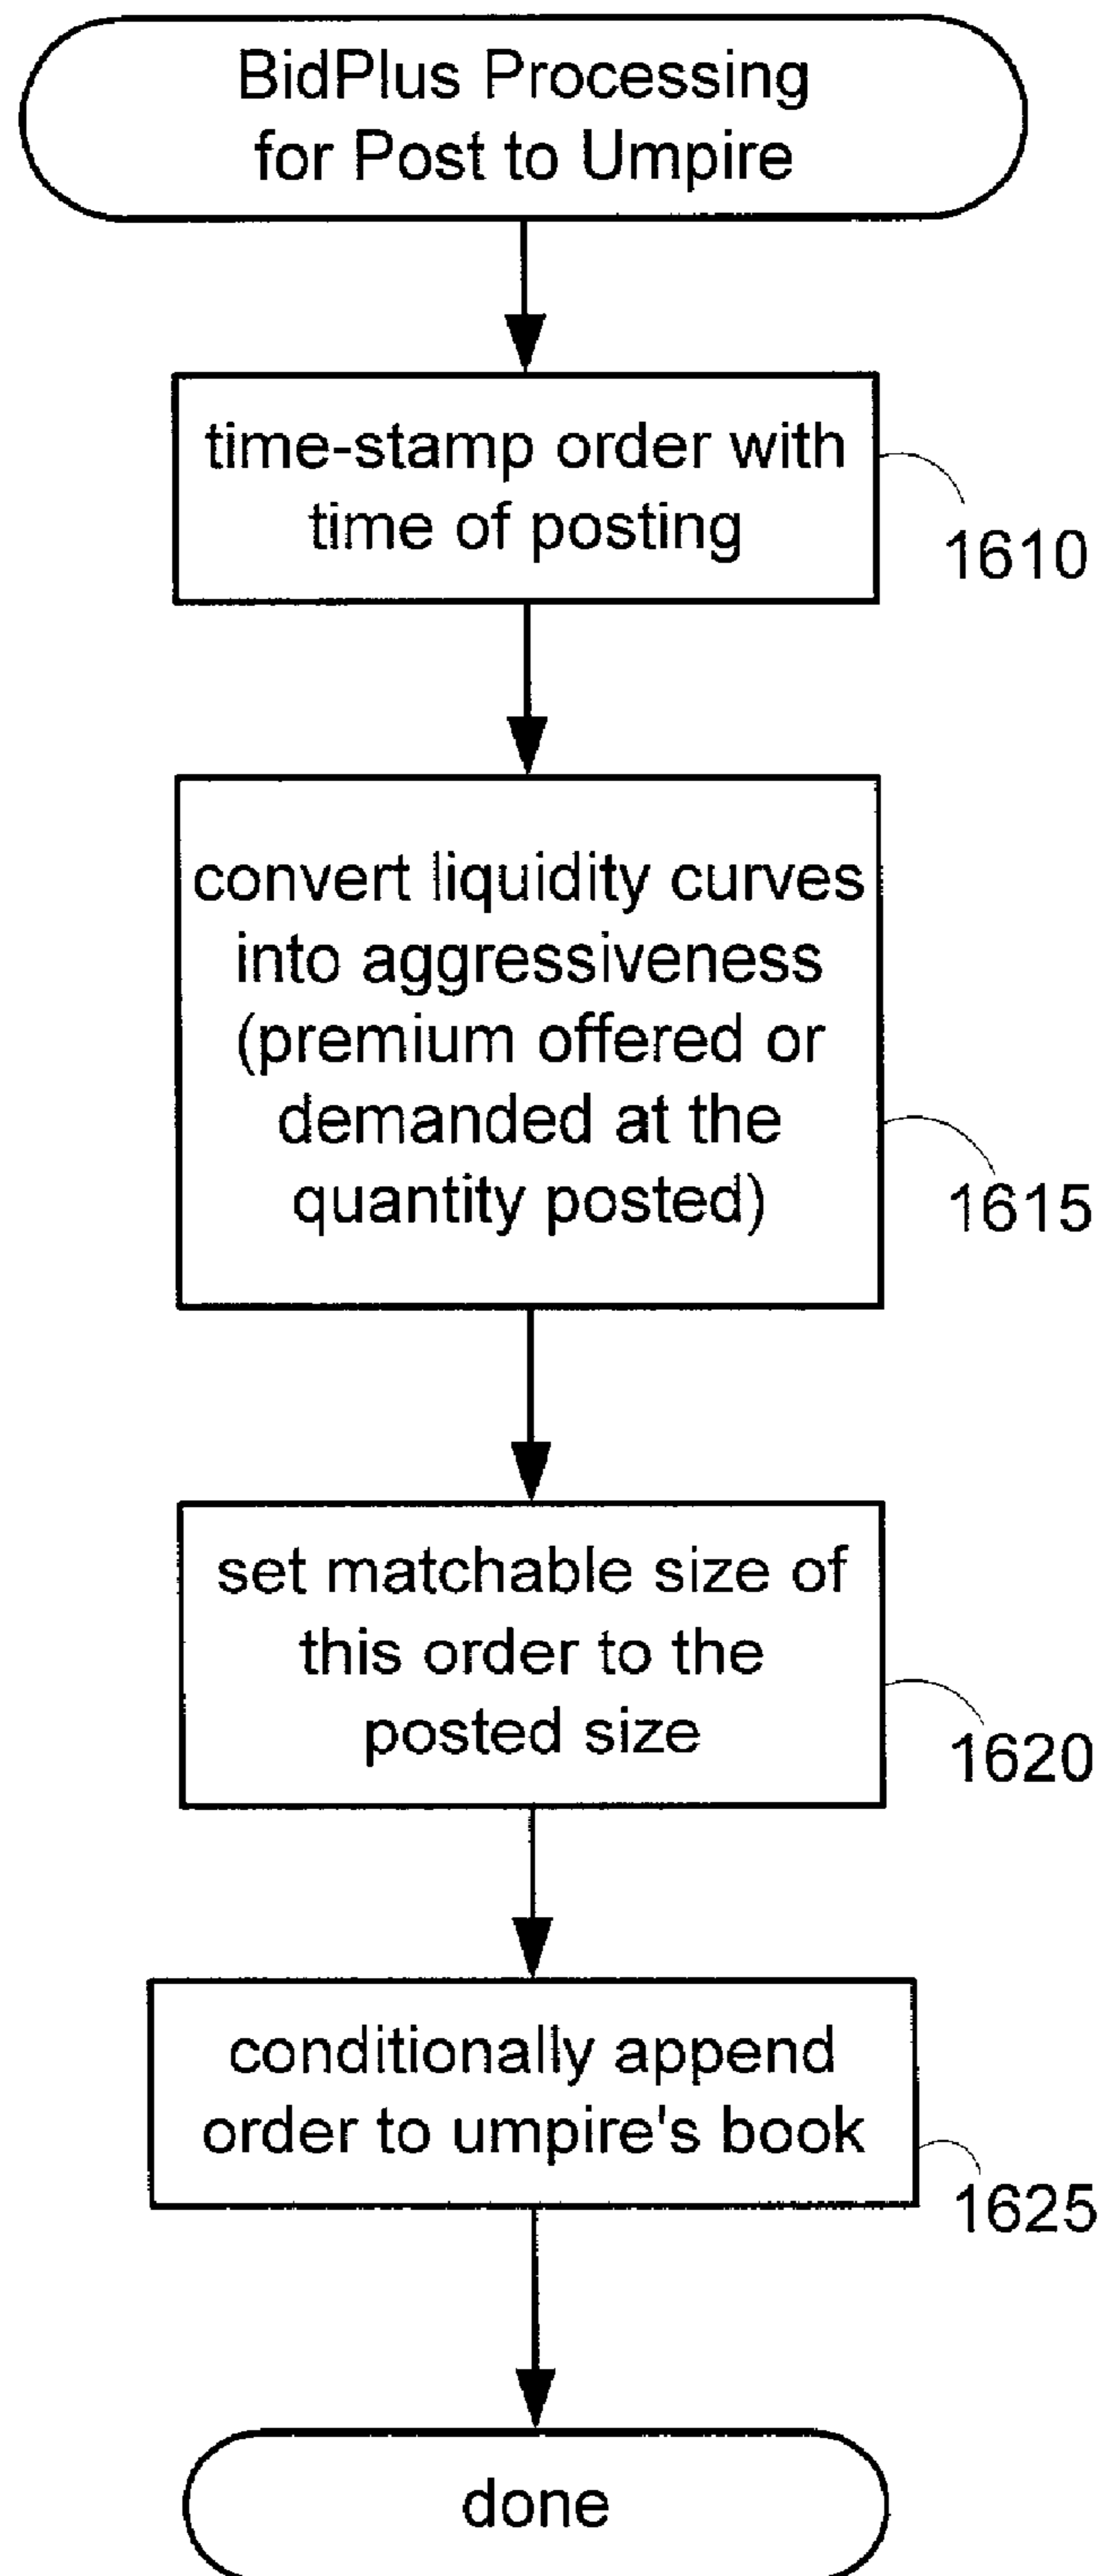 BidPlus Processing
for Post to Umpire
time-stamp order with
time of posting
1610
convert liquidity curves
into aggressiveness
(premium offered or
demanded at the
quantity posted)
1615
set matchable size of
this order to the
posted size
1620
conditionally append
order to umpire's book
1625
done